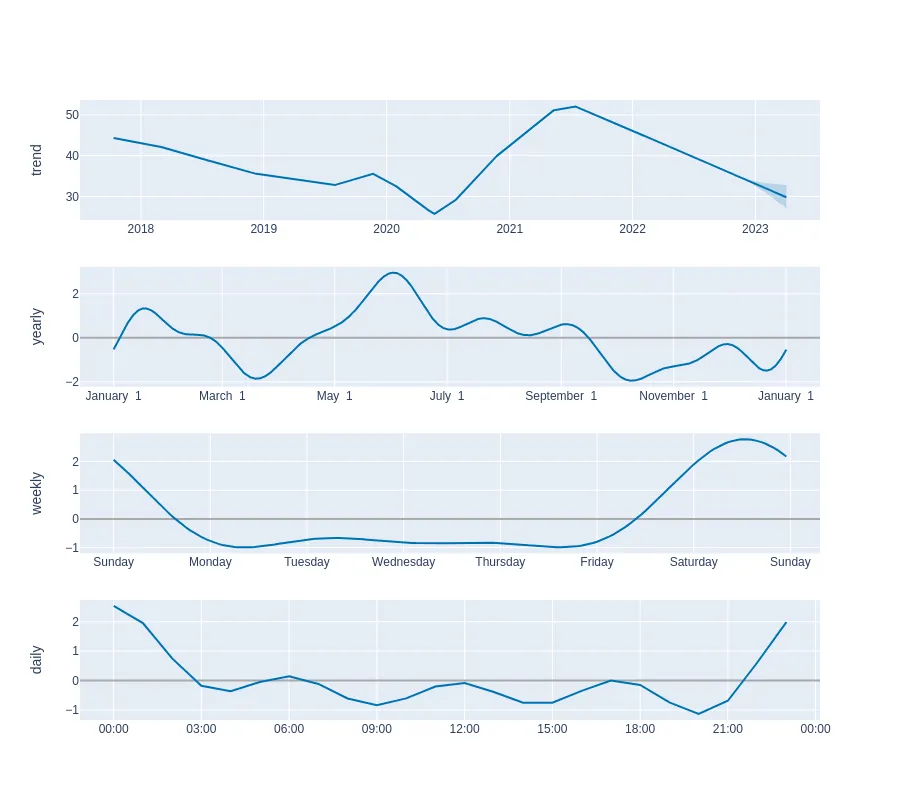 trend
50
40
30
2018 2019 2020 2021 2022 2023
yearly
2
0
−2
January 1 March 1 May 1 July 1 September 1 November 1 January 1
weekly
2
1
0
−1
Sunday Monday Tuesday Wednesday Thursday Friday Saturday Sunday
daily
2
1
0
−1
00:00 03:00 06:00 09:00 12:00 15:00 18:00 21:00 00:00